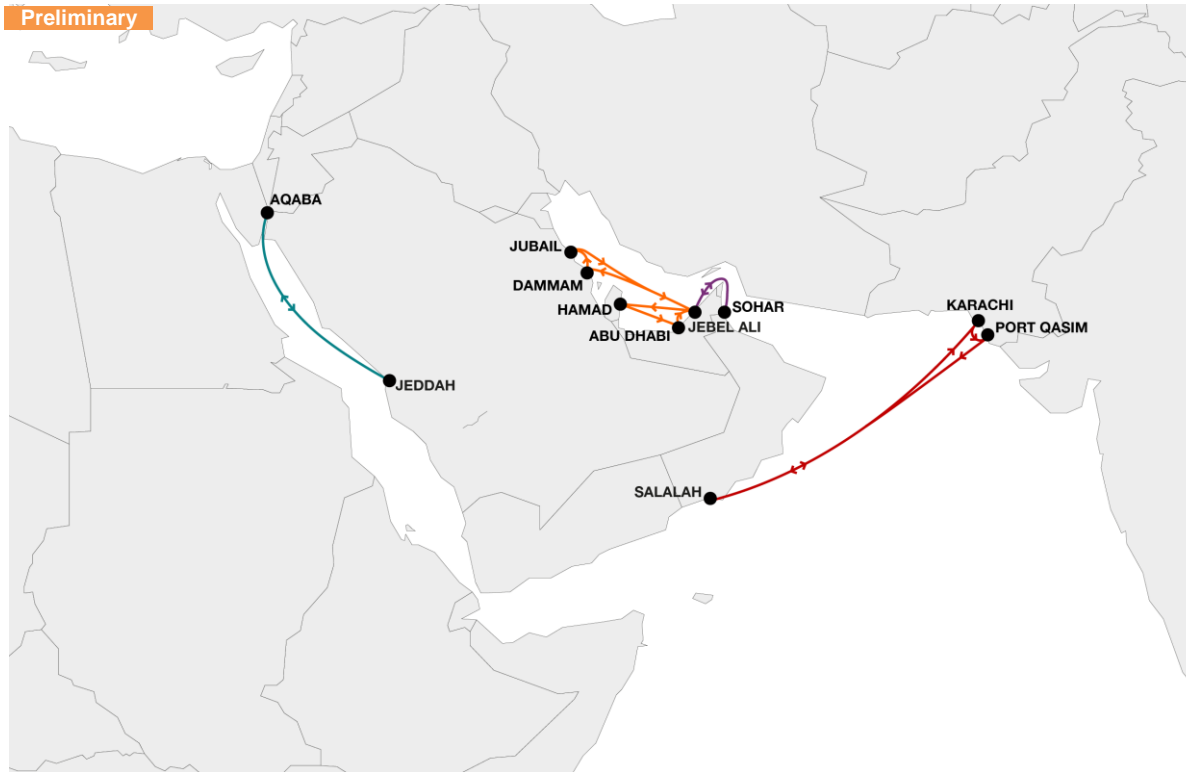 Preliminary
AQABA
JUBAIL
DAMMAM
HAMAD
SOHAR
ABU DHABI
JEBEL ALI
KARACHI
PORT QASIM
JEDDAH
SALALAH